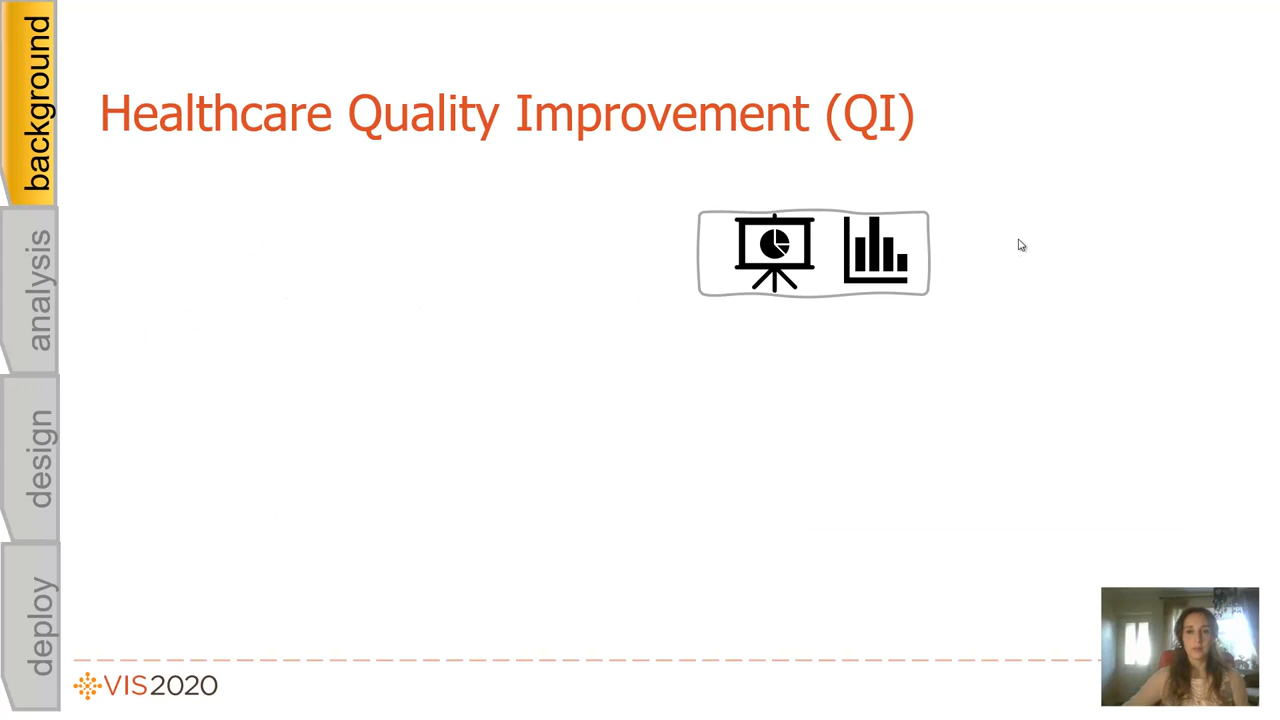 background
Healthcare Quality Improvement (QI)
analysis
design
deploy
VIS2020